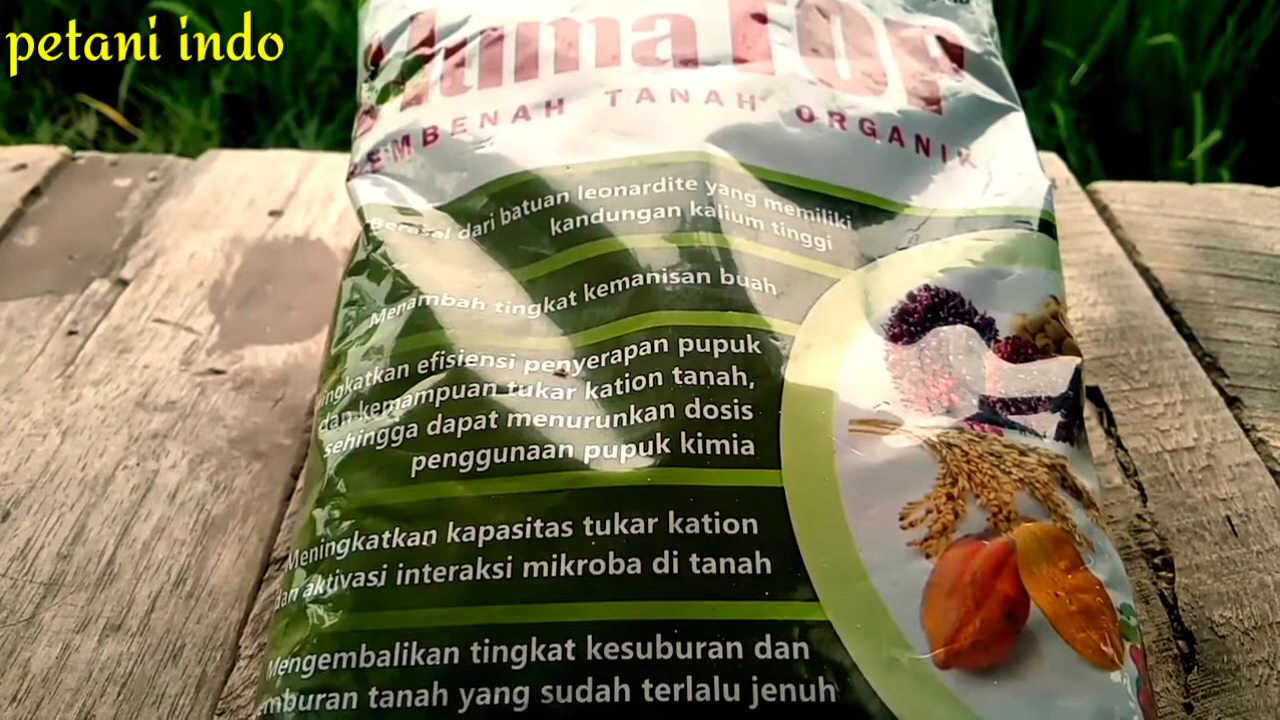 petani indo
HumaTOP
PEMBENAH TANAH ORGANIK
Berasal dari batuan leonardite yang memiliki
kandungan kalium tinggi
Menambah tingkat kemanisan buah
ngkatkan efisiensi penyerapan pupuk
dan kemampuan tukar kation tanah,
sehingga dapat menurunkan dosis
penggunaan pupuk kimia
Meningkatkan kapasitas tukar kation
dan aktivasi interaksi mikroba di tanah
Mengembalikan tingkat kesuburan dan
mburan tanah yang sudah terlalu jenuh